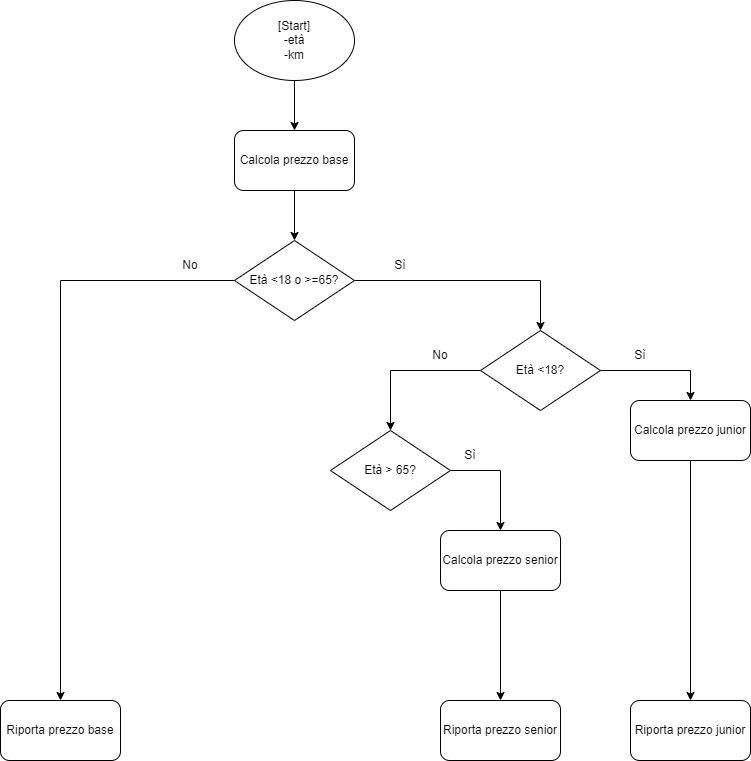 [Start]
-età
-km
Calcola prezzo base
No
Sì
Età <18 o >=65?
No
Sì
Età <18?
Calcola prezzo junior
Sì
Età > 65?
Calcola prezzo senior
Riporta prezzo base
Riporta prezzo senior
Riporta prezzo junior